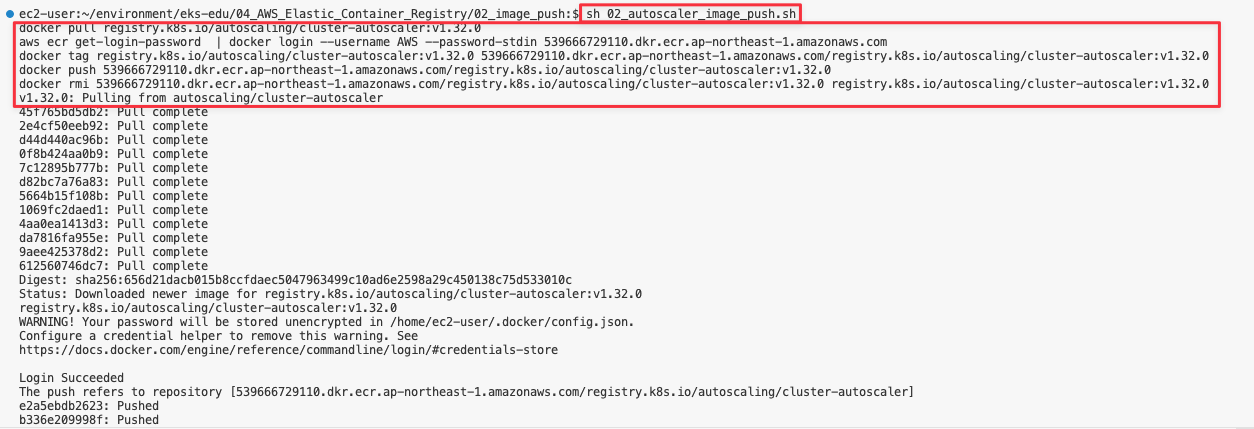 ec2-user:~/environment/eks-edu/04_AWS_Elastic_Container_Registry/02_image_push:$ sh 02_autoscaler_image_push.sh
docker pull registry.k8s.io/autoscaling/cluster-autoscaler:v1.32.0
aws ecr get-login-password  | docker login --username AWS --password-stdin 539666729110.dkr.ecr.ap-northeast-1.amazonaws.com
docker tag registry.k8s.io/autoscaling/cluster-autoscaler:v1.32.0 539666729110.dkr.ecr.ap-northeast-1.amazonaws.com/registry.k8s.io/autoscaling/cluster-autoscaler:v1.32.0
docker push 539666729110.dkr.ecr.ap-northeast-1.amazonaws.com/registry.k8s.io/autoscaling/cluster-autoscaler:v1.32.0
docker rmi 539666729110.dkr.ecr.ap-northeast-1.amazonaws.com/registry.k8s.io/autoscaling/cluster-autoscaler:v1.32.0 registry.k8s.io/autoscaling/cluster-autoscaler:v1.32.0
v1.32.0: Pulling from autoscaling/cluster-autoscaler
45f765bd5db2: Pull complete
2e4cf50eeb92: Pull complete
d44d440ac96b: Pull complete
0f8b424aa0b9: Pull complete
7c12895b777b: Pull complete
d82bc7a76a83: Pull complete
5664b15f108b: Pull complete
1069fc2daed1: Pull complete
4aa0ea1413d3: Pull complete
da7816fa955e: Pull complete
9aee425378d2: Pull complete
612560746dc7: Pull complete
Digest: sha256:656d21dacb015b8ccfdaec5047963499c10ad6e2598a29c450138c75d533010c
Status: Downloaded newer image for registry.k8s.io/autoscaling/cluster-autoscaler:v1.32.0
registry.k8s.io/autoscaling/cluster-autoscaler:v1.32.0
WARNING! Your password will be stored unencrypted in /home/ec2-user/.docker/config.json.
Configure a credential helper to remove this warning. See
https://docs.docker.com/engine/reference/commandline/login/#credentials-store
Login Succeeded
The push refers to repository [539666729110.dkr.ecr.ap-northeast-1.amazonaws.com/registry.k8s.io/autoscaling/cluster-autoscaler]
e2a5ebdb2623: Pushed
b336e209998f: Pushed